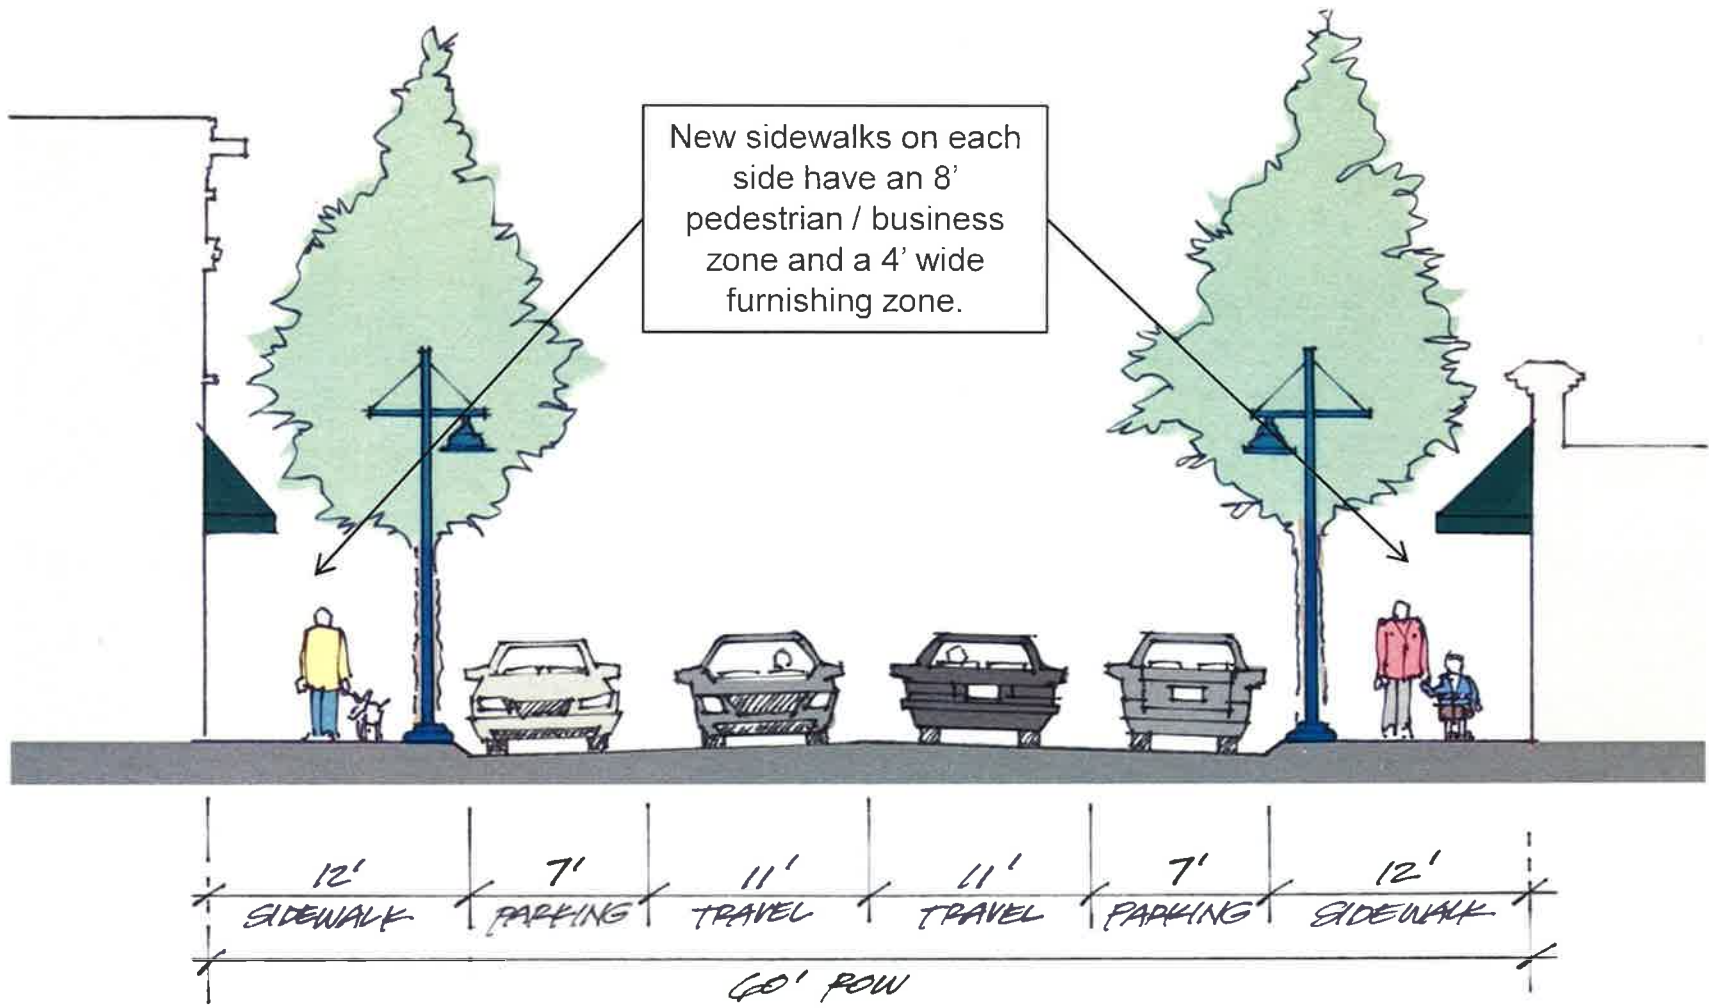 New sidewalks on each
side have an 8'
pedestrian / business
zone and a 4' wide
furnishing zone.
12' 7' 11' 11' 7' 12'
SIDEWALK PARKING TRAVEL TRAVEL PARKING SIDEWALK
60' ROW